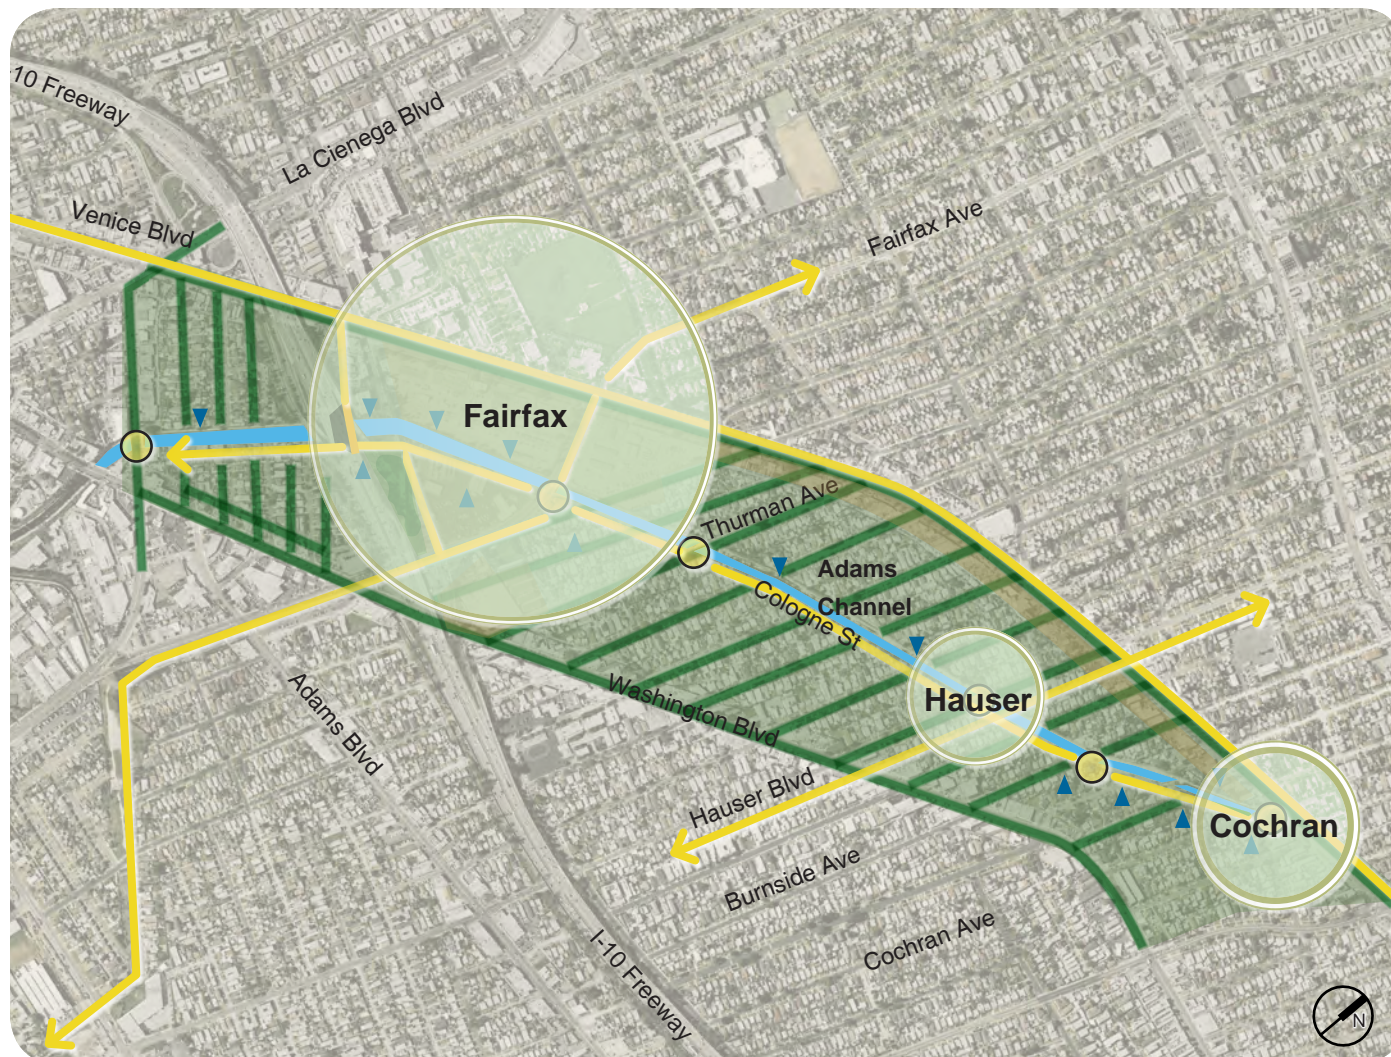 -10 Freeway
La Cienega Blvd
Venice Blvd
Fairfax Ave
Fairfax
Thurman Ave
Adams
Channel
Cologne St
Washington Blvd
Hauser
Adams Blvd
Hauser Blvd
Cochran
Burnside Ave
Cochran Ave
I-10 Freeway
N